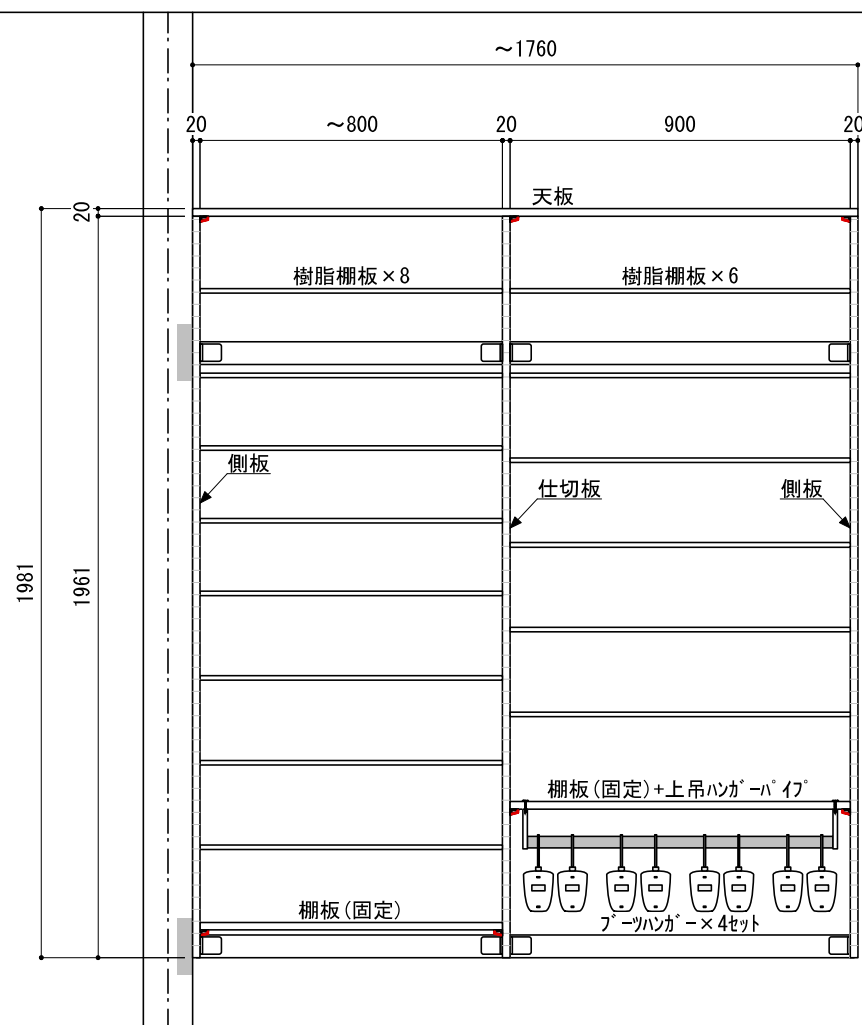 ～1760
20
～800
20
900
20
天板
20
樹脂棚板×8
樹脂棚板×6
側板
仕切板
側板
1981
1961
棚板(固定)+上吊ﾊﾝｶﾞｰﾊﾟｲﾌﾟ
棚板(固定)
ﾌﾞｰﾂﾊﾝｶﾞｰ×4ｾｯﾄ